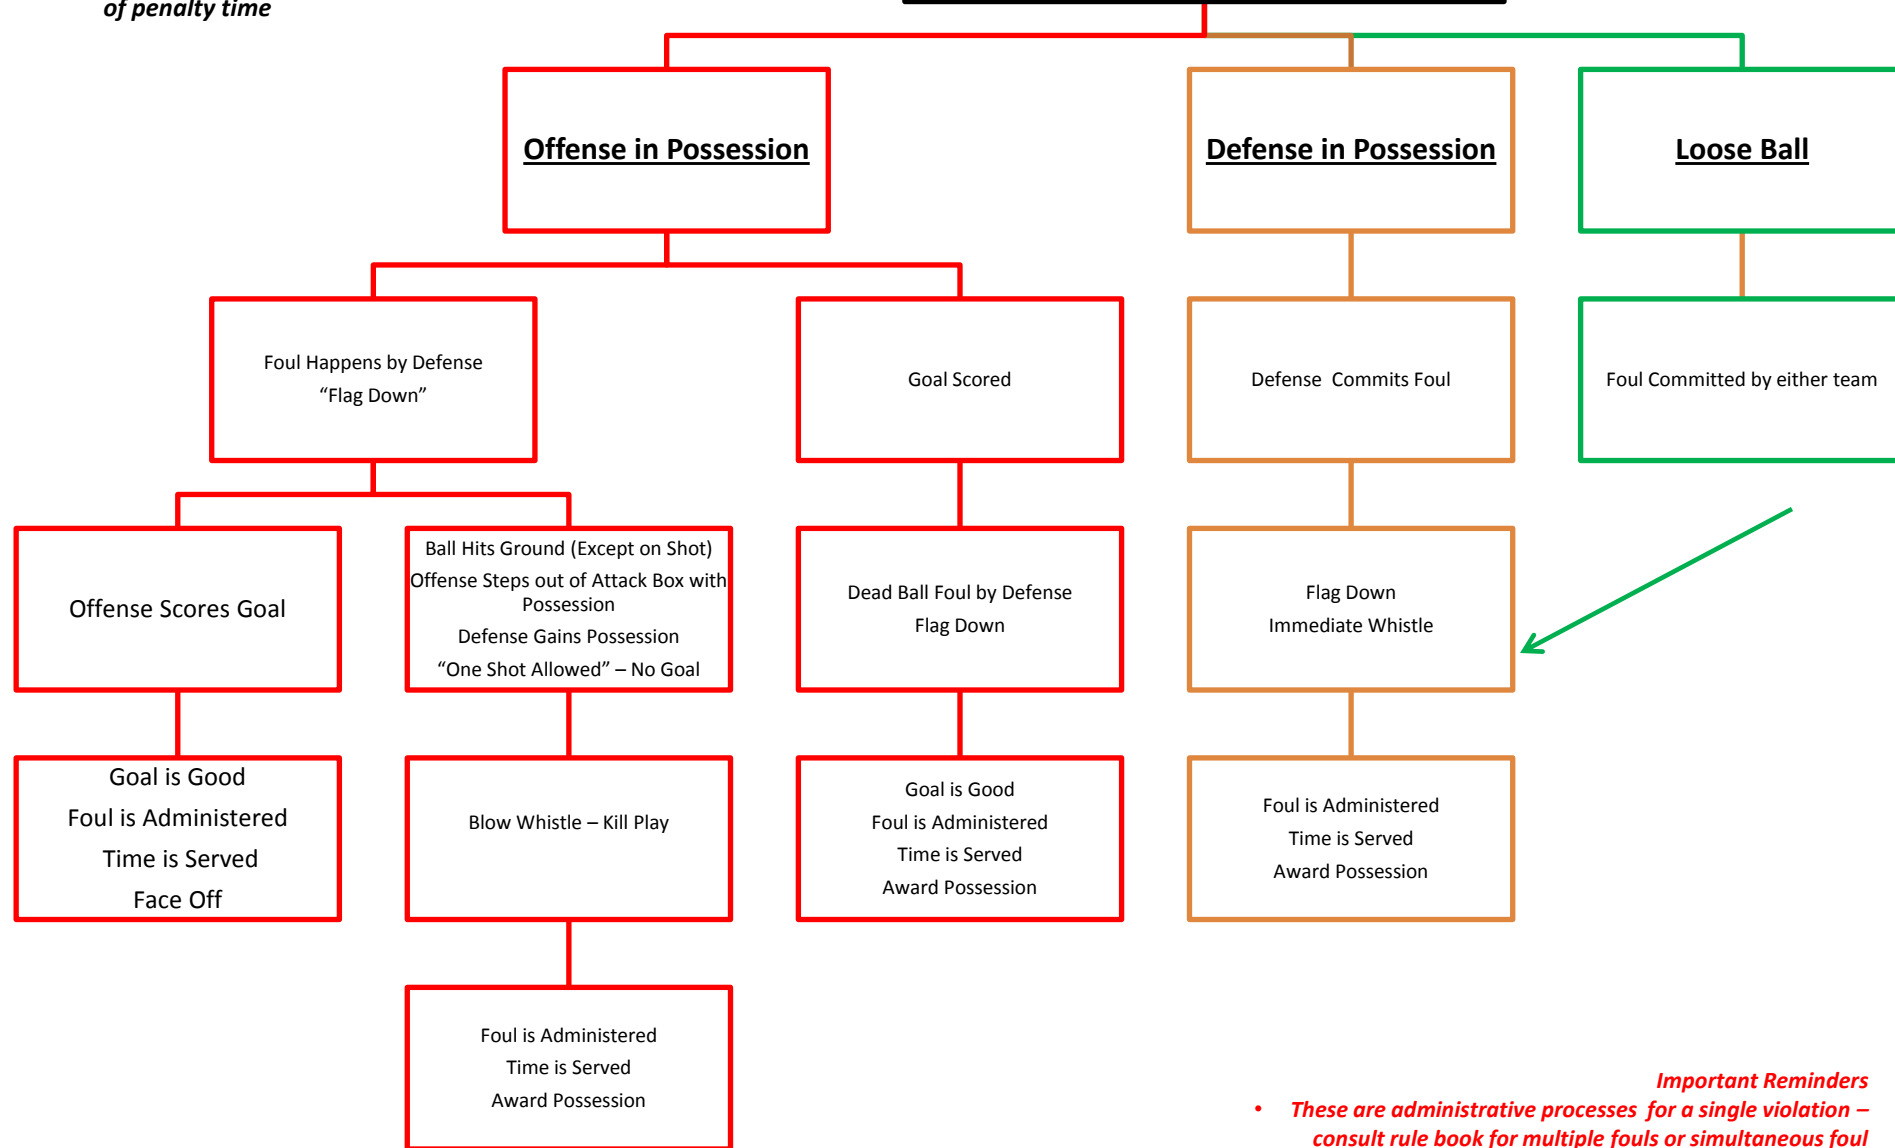 of penalty time
Offense in Possession
Defense in Possession
Loose Ball
Foul Happens by Defense
“Flag Down”
Goal Scored
Defense  Commits Foul
Foul Committed by either team
Offense Scores Goal
Ball Hits Ground (Except on Shot)
Offense Steps out of Attack Box with
Possession
Defense Gains Possession
“One Shot Allowed” – No Goal
Dead Ball Foul by Defense
Flag Down
Flag Down
Immediate Whistle
Goal is Good
Foul is Administered
Time is Served
Face Off
Blow Whistle – Kill Play
Goal is Good
Foul is Administered
Time is Served
Award Possession
Foul is Administered
Time is Served
Award Possession
Foul is Administered
Time is Served
Award Possession
Important Reminders
• These are administrative processes  for a single violation –
consult rule book for multiple fouls or simultaneous foul